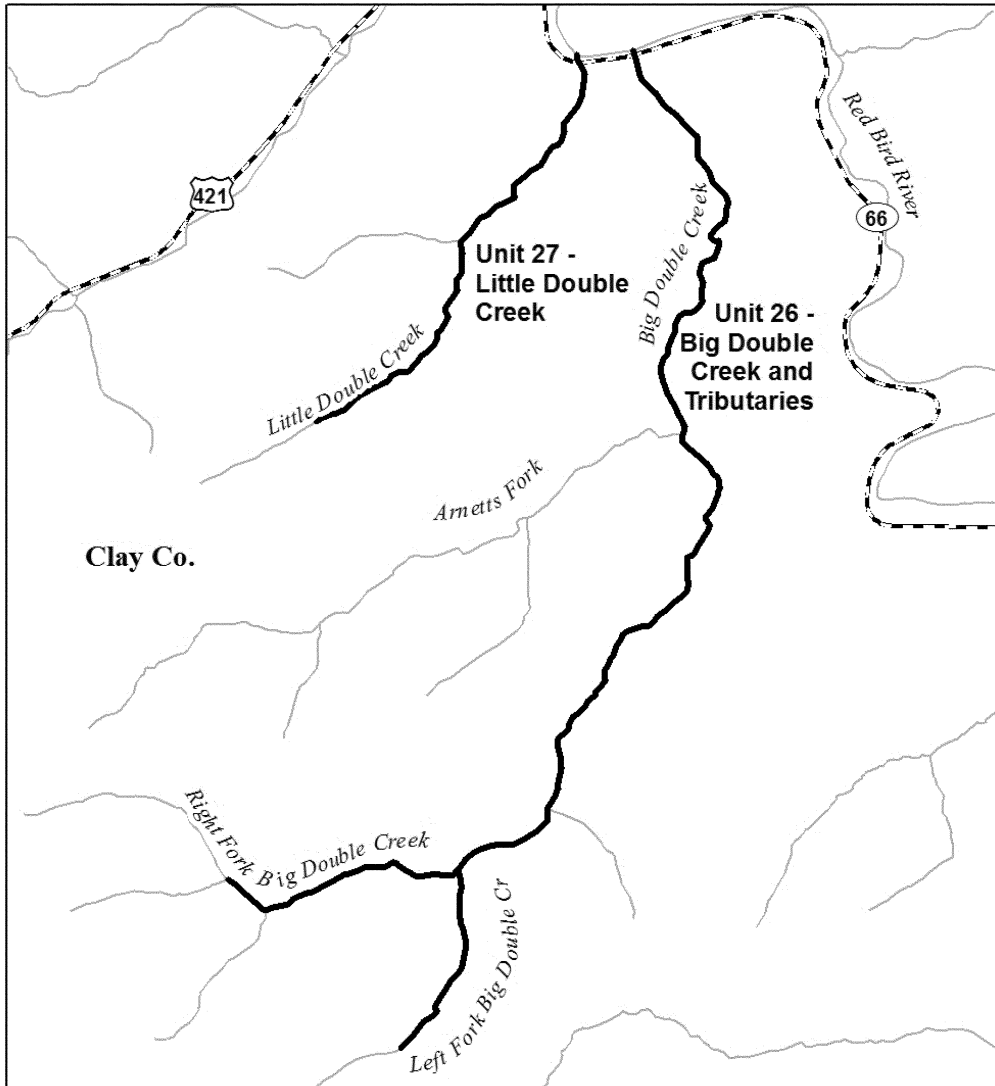 421
Red Bird River
66
Big Double Creek
Unit 27 -
Little Double
Creek
Unit 26 -
Big Double
Creek and
Tributaries
Little Double Creek
Arnetts Fork
Clay Co.
Right Fork Big Double Creek
Left Fork Big Double Cr